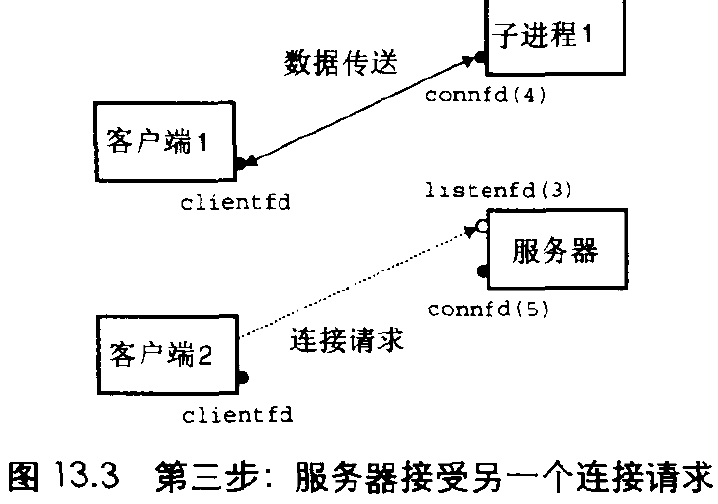 子进程1
数据传送
connfd(4)
客户端1
clientfd
listenfd(3)
服务器
connfd(5)
连接请求
客户端2
clientfd
图 13.3 第三步: 服务器接受另一个连接请求